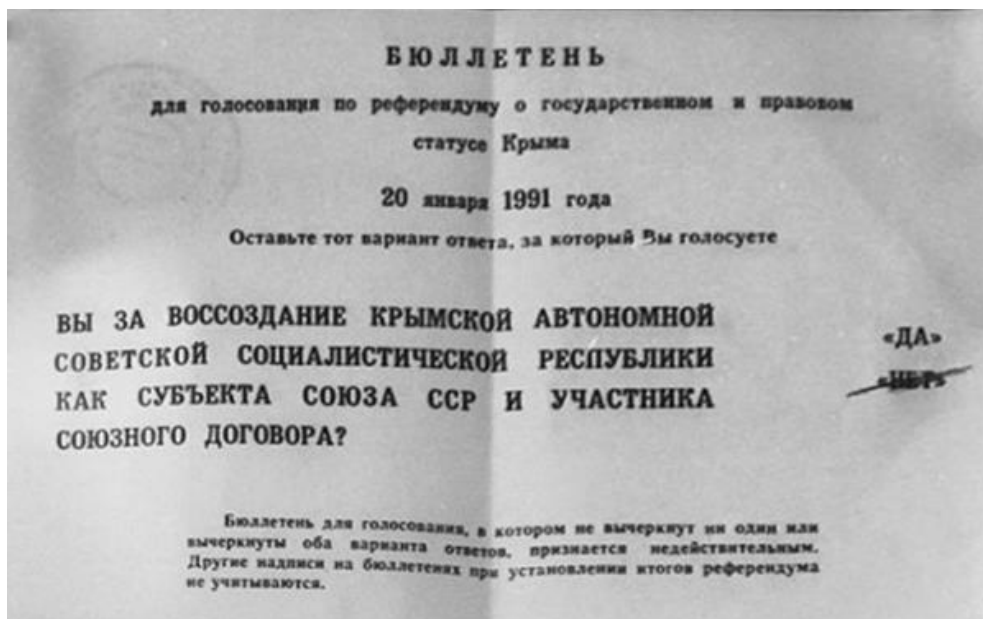 БЮЛЛЕТЕНЬ
для голосования по референдуму о государственном и правовом
статусе Крыма
20 января 1991 года
Оставьте тот вариант ответа, за который Вы голосуете
ВЫ ЗА ВОССОЗДАНИЕ КРЫМСКОЙ АВТОНОМНОЙ
«ДА»
СОВЕТСКОЙ СОЦИАЛИСТИЧЕСКОЙ РЕСПУБЛИКИ
«НЕТ»
КАК СУБЪЕКТА СОЮЗА ССР И УЧАСТНИКА
СОЮЗНОГО ДОГОВОРА?
Бюллетень для голосования, в котором не вычеркнут ни один или
вычеркнуты оба варианта ответов, признается недействительным.
Другие надписи на бюллетенях при установлении итогов референдума
не учитываются.